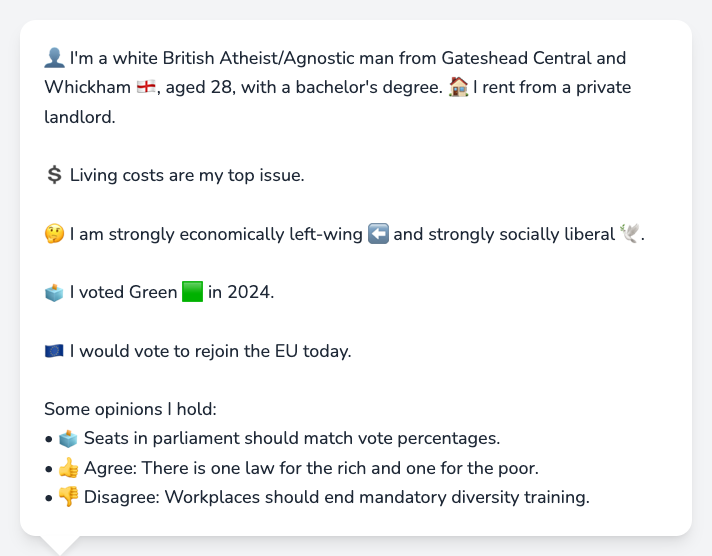 👤 I'm a white British Atheist/Agnostic man from Gateshead Central and
Whickham 🏴󠁧󠁢󠁥󠁮󠁧󠁿, aged 28, with a bachelor's degree. 🏠 I rent from a private
landlord.
💲 Living costs are my top issue.
🤔 I am strongly economically left-wing ⬅️ and strongly socially liberal 🕊️.
🗳️ I voted Green 🟩 in 2024.
🇪🇺 I would vote to rejoin the EU today.
Some opinions I hold:
• 🗳️ Seats in parliament should match vote percentages.
• 👍 Agree: There is one law for the rich and one for the poor.
• 👎 Disagree: Workplaces should end mandatory diversity training.